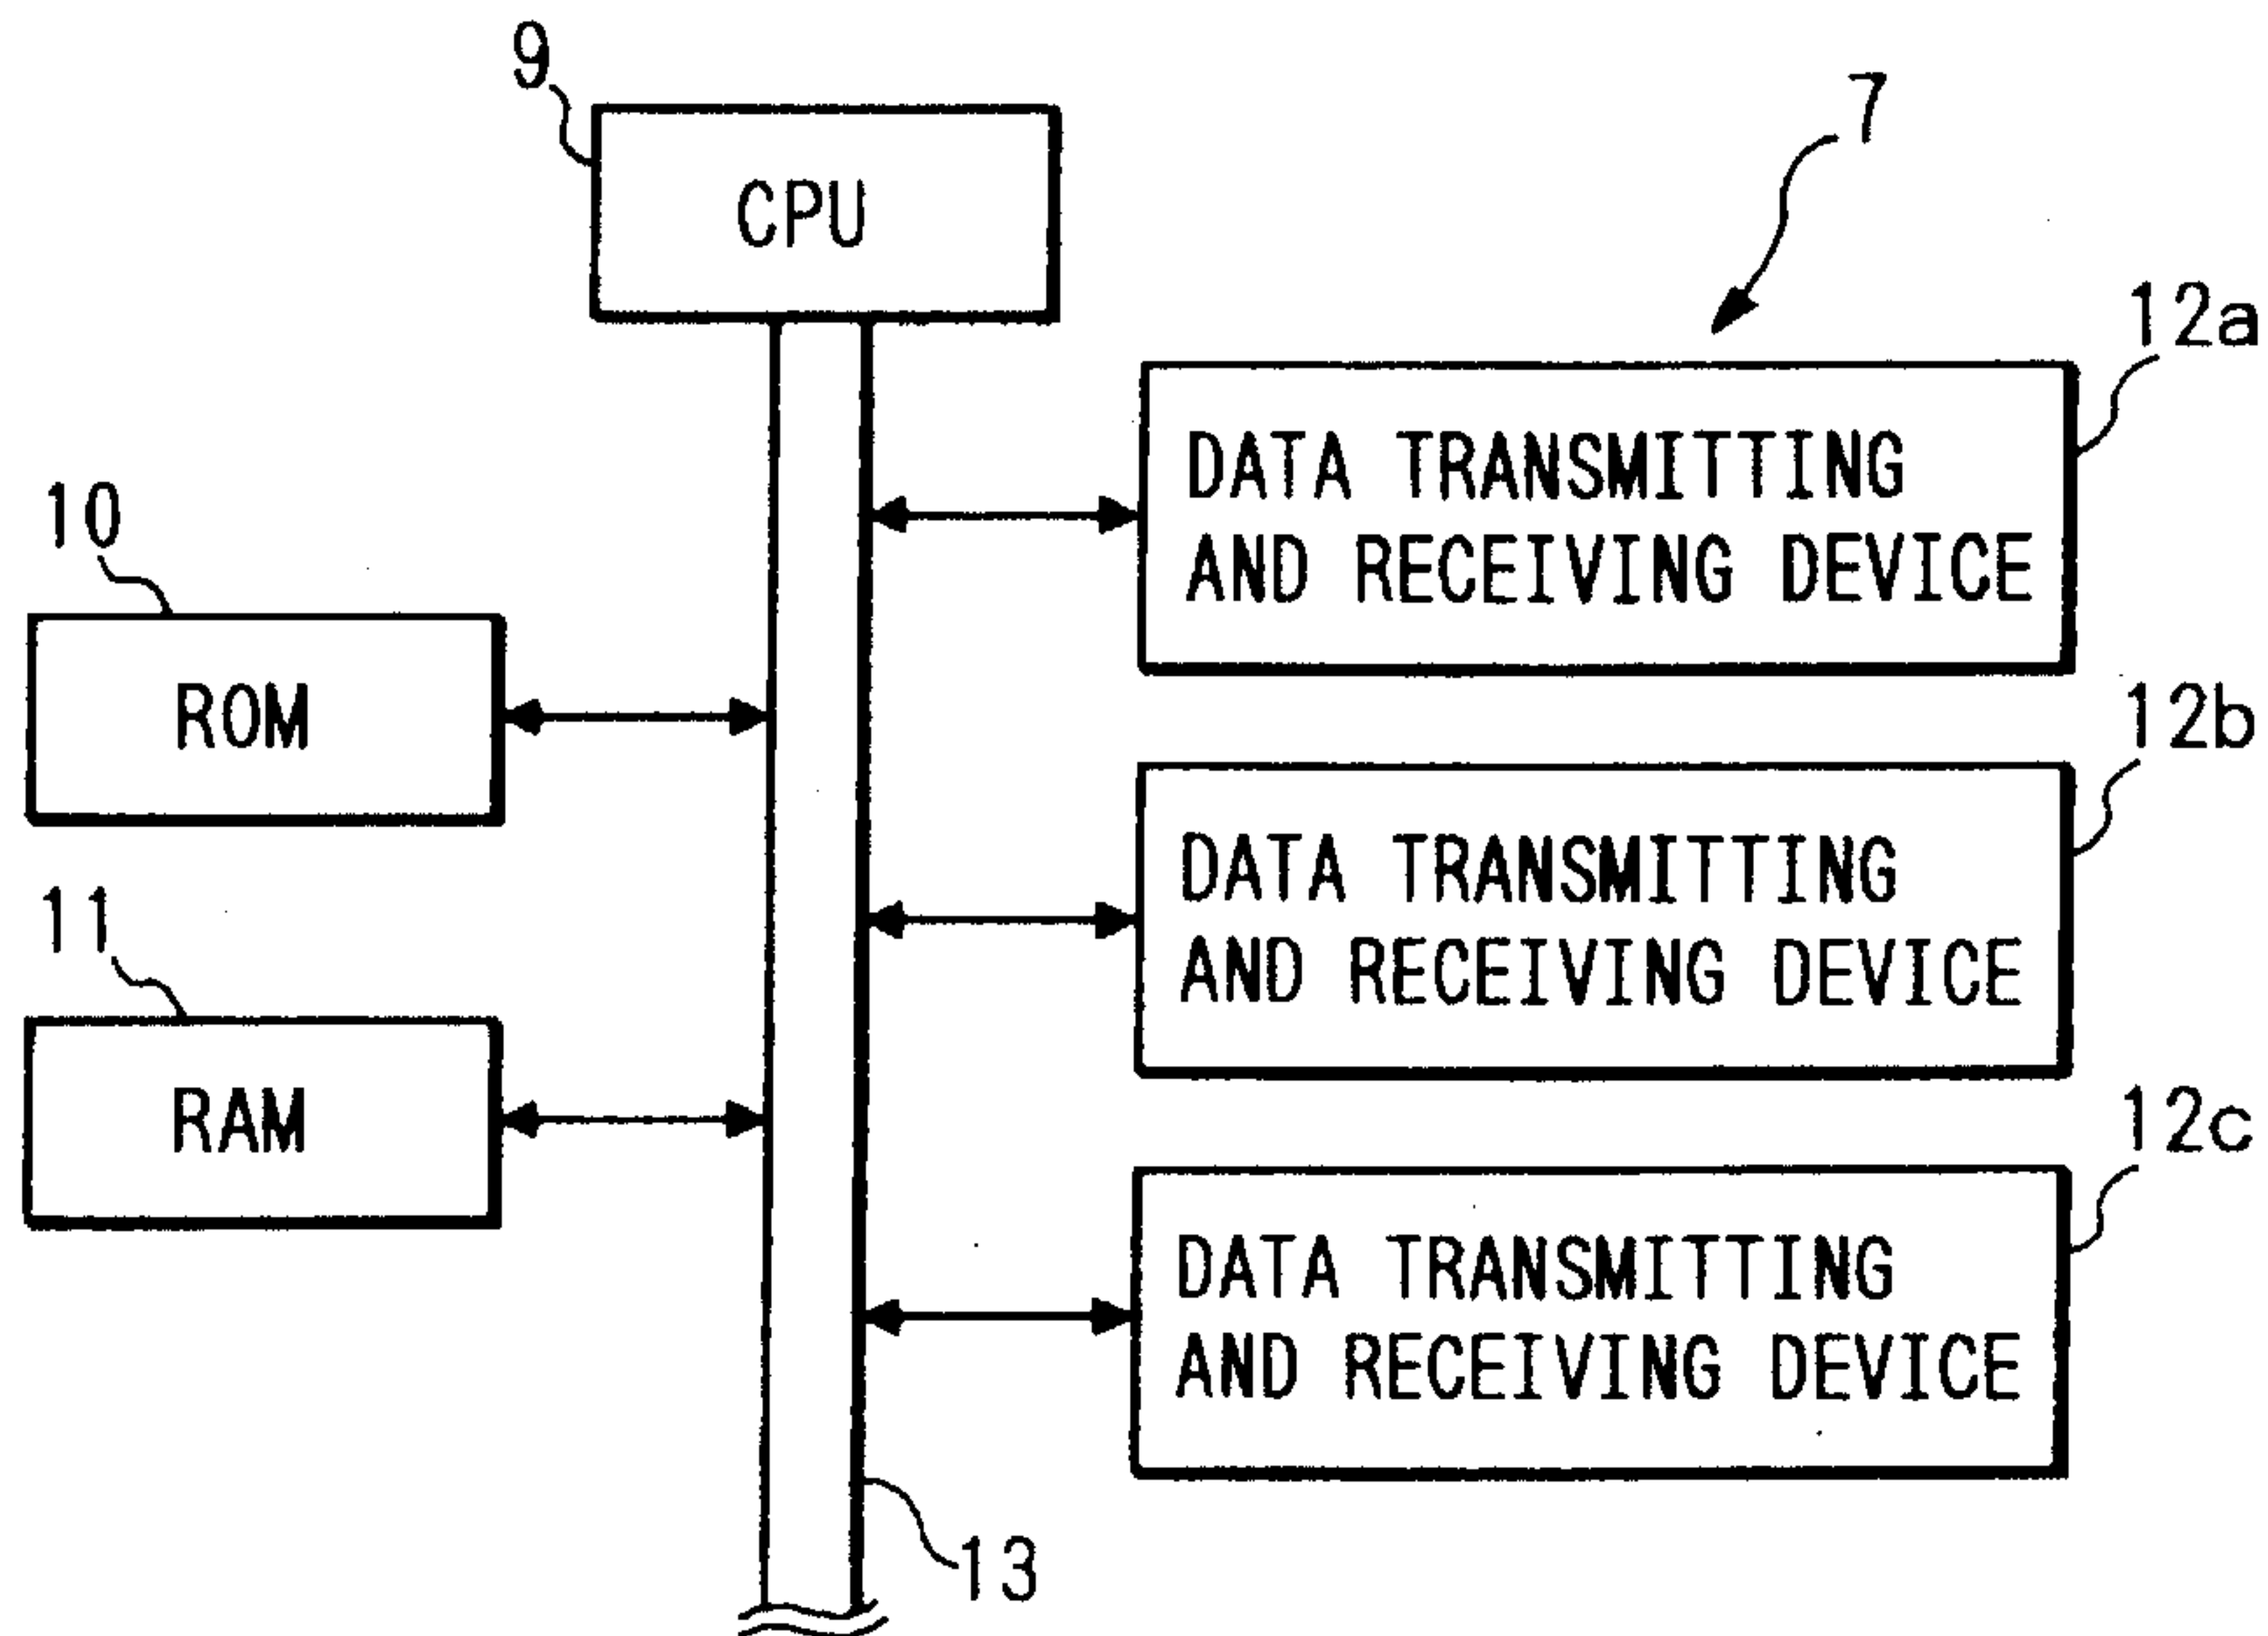 9
CPU
7
12a
DATA TRANSMITTING
AND RECEIVING DEVICE
10
ROM
12b
DATA TRANSMITTING
AND RECEIVING DEVICE
11
RAM
12c
DATA TRANSMITTING
AND RECEIVING DEVICE
13